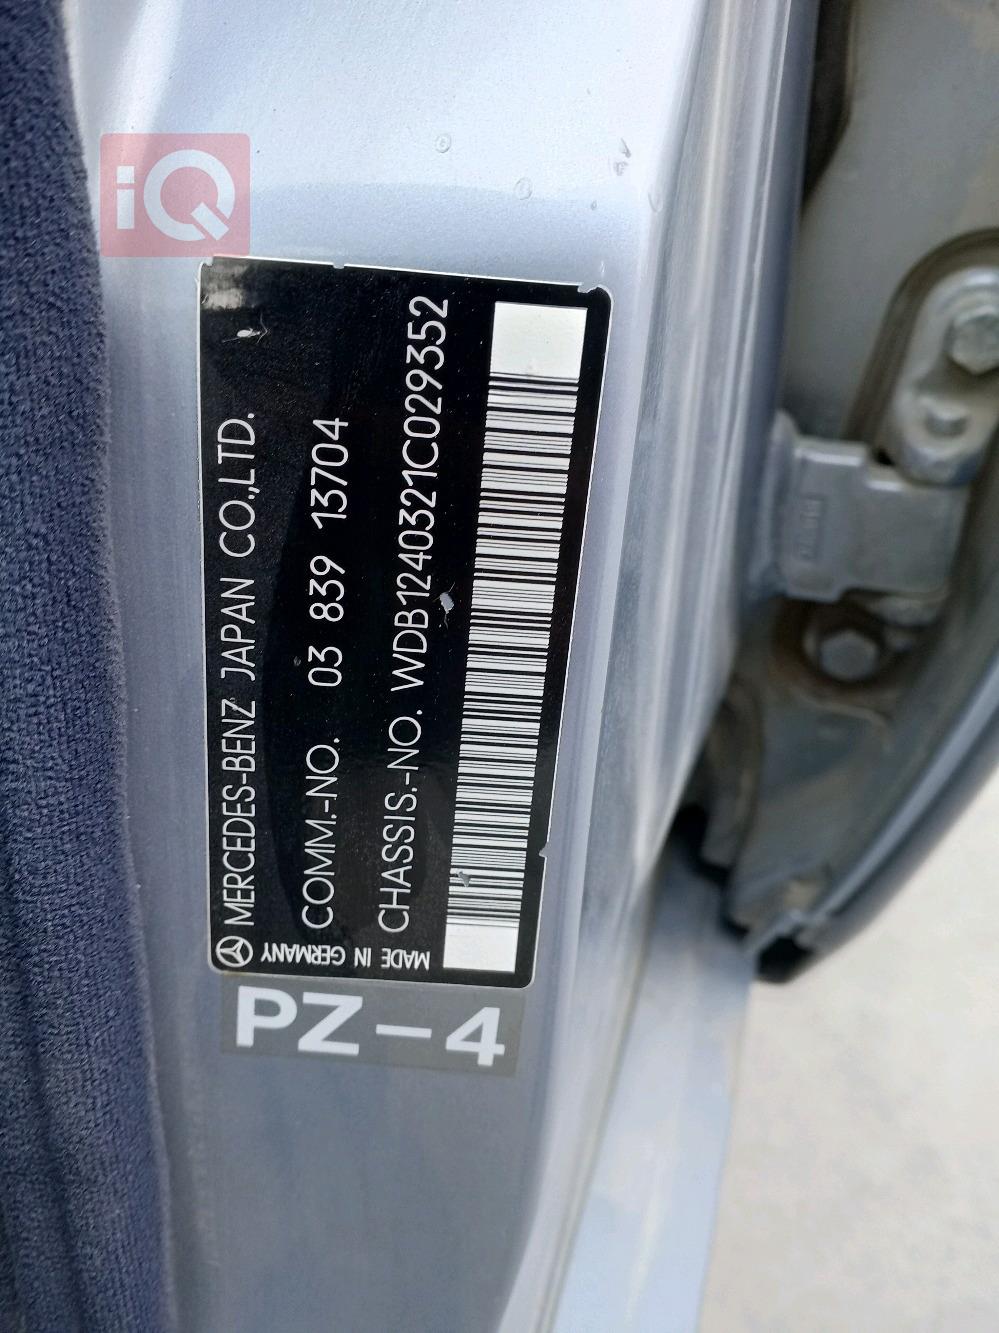 iQ
MERCEDES-BENZ JAPAN CO.,LTD.
COMM.-NO. 03 839 13704
CHASSIS.-NO. WDB1240321C029352
MADE IN GERMANY
PZ-4